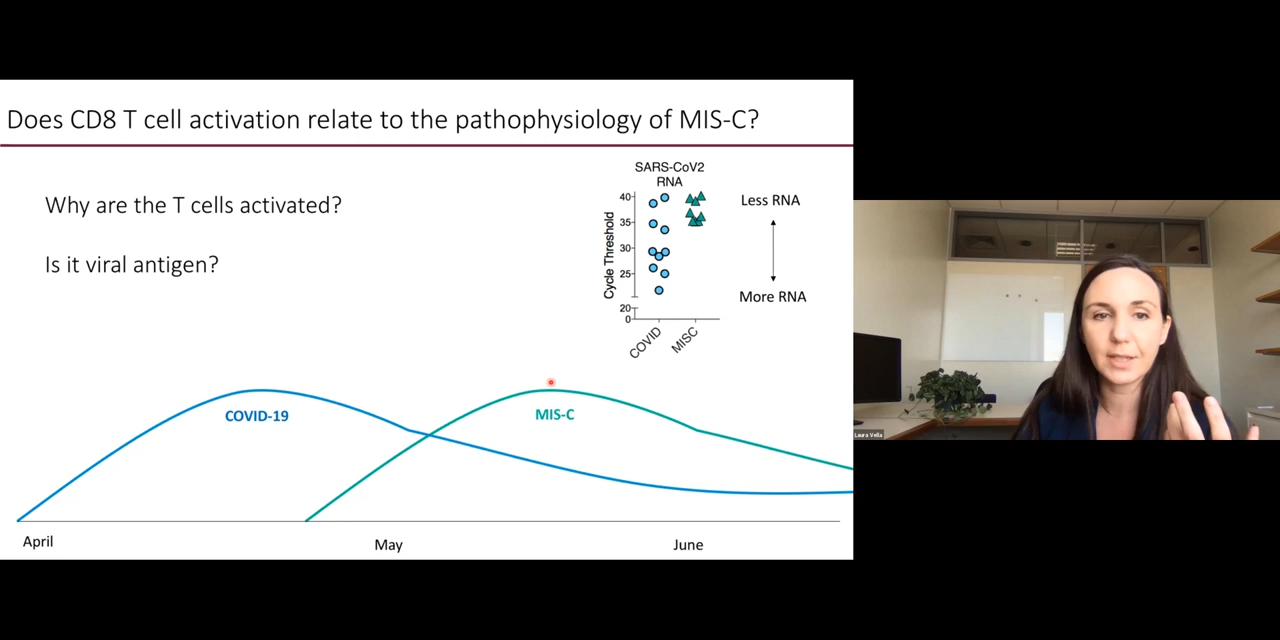 Does CD8 T cell activation relate to the pathophysiology of MIS-C?
Why are the T cells activated?
Is it viral antigen?
SARS-CoV2
RNA
Cycle Threshold
40
35
30
25
20
0
COVID
MISC
Less RNA
More RNA
COVID-19
MIS-C
April
May
June
Laura Vella